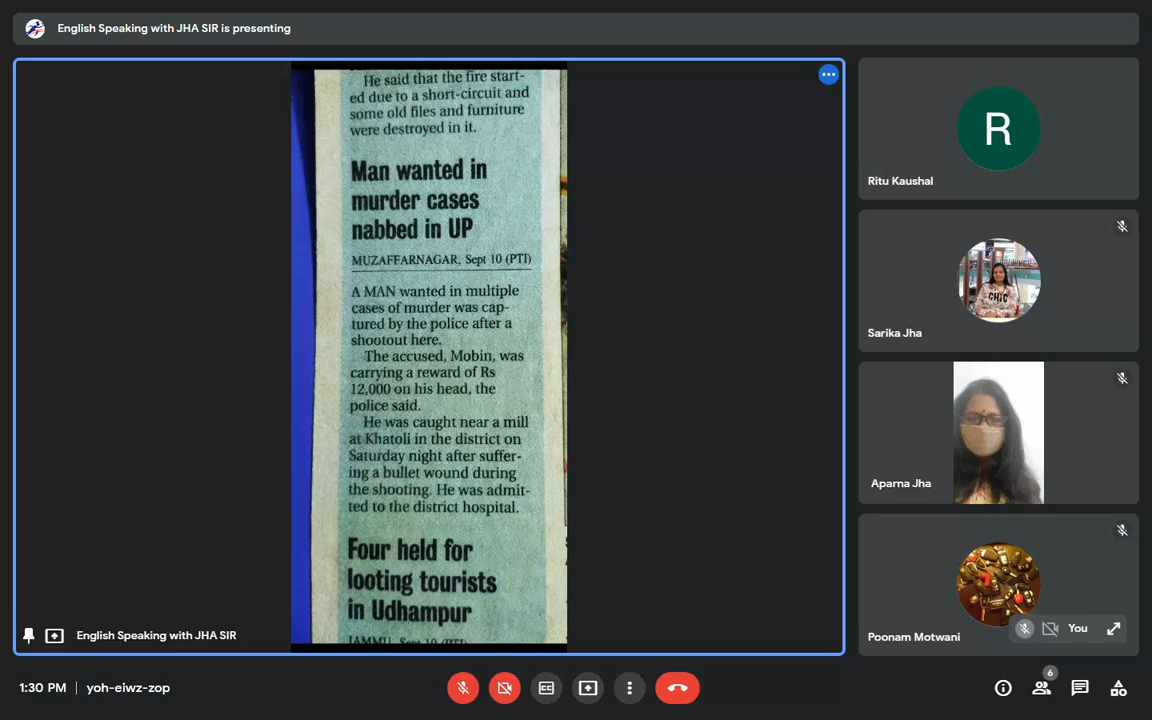 English Speaking with JHA SIR is presenting
He said that the fire start-
ed due to a short-circuit and
some old files and furniture
were destroyed in it.
Man wanted in
murder cases
nabbed in UP
MUZAFFARNAGAR, Sept 10 (PTI)
A MAN wanted in multiple
cases of murder was cap-
tured by the police after a
shootout here.
The accused, Mobin, was
carrying a reward of Rs
12,000 on his head, the
police said.
He was caught near a mill
at Khatoli in the district on
Saturday night after suffer-
ing a bullet wound during
the shooting. He was admit-
ted to the district hospital.
Four held for
looting tourists
in Udhampur
JAMMU, Sept 10 (PTI)
English Speaking with JHA SIR
R
Ritu Kaushal
Sarika Jha
CHIC
Aparna Jha
Poonam Motwani
You
1:30 PM | yoh-eiwz-zop
CC
6